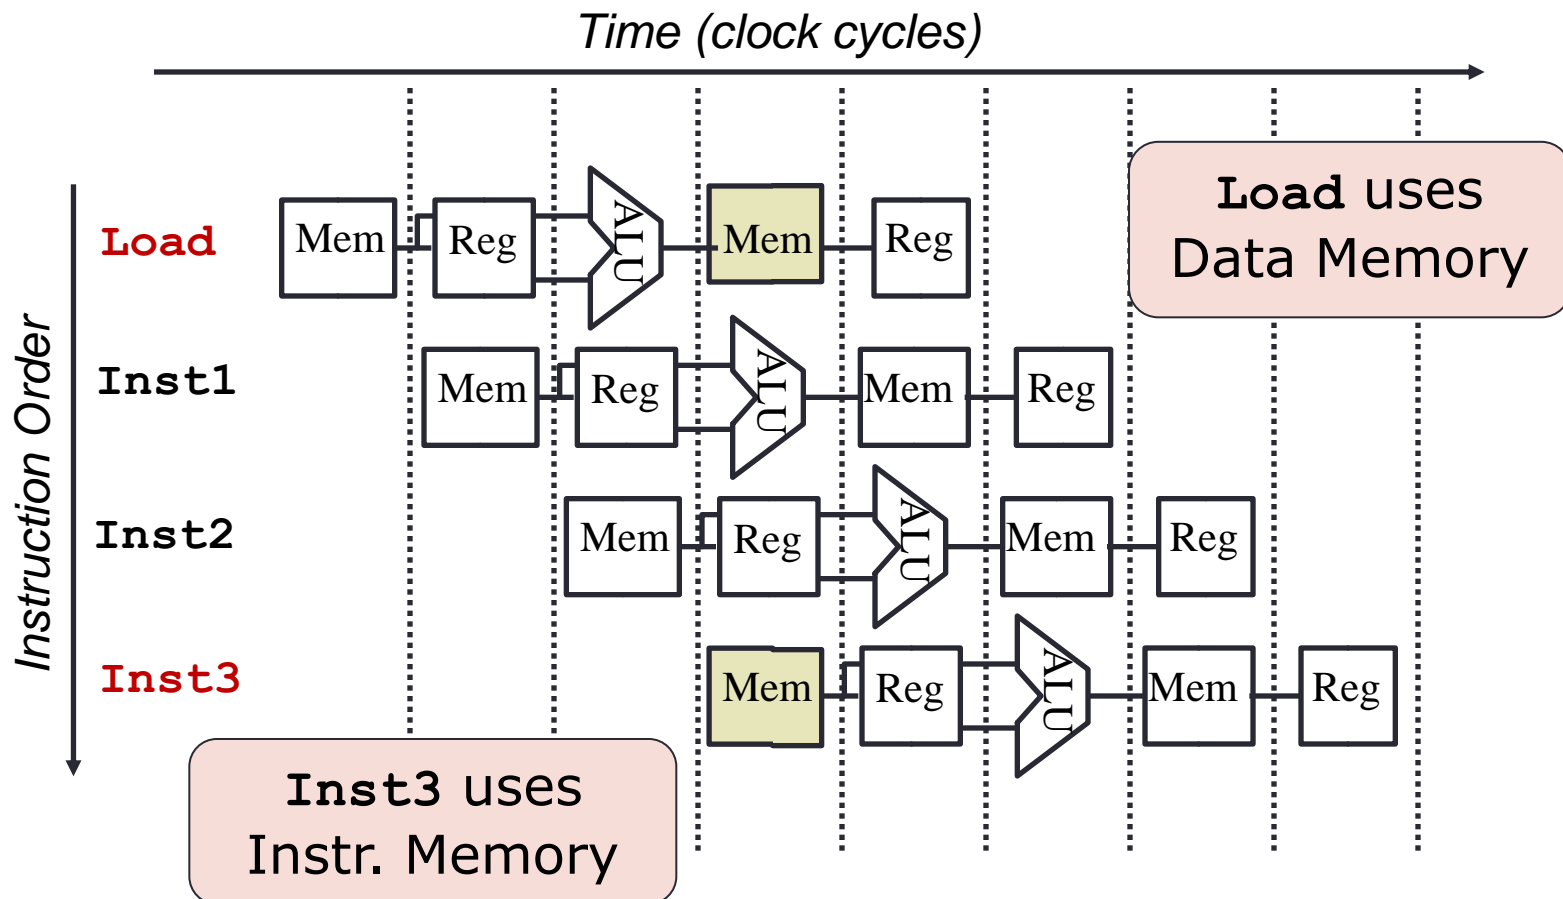 Time (clock cycles)
Instruction Order
Load Mem Reg ALU Mem Reg
Load uses
Data Memory
Inst1 Mem Reg ALU Mem Reg
Inst2 Mem Reg ALU Mem Reg
Inst3 Mem Reg ALU Mem Reg
Inst3 uses
Instr. Memory